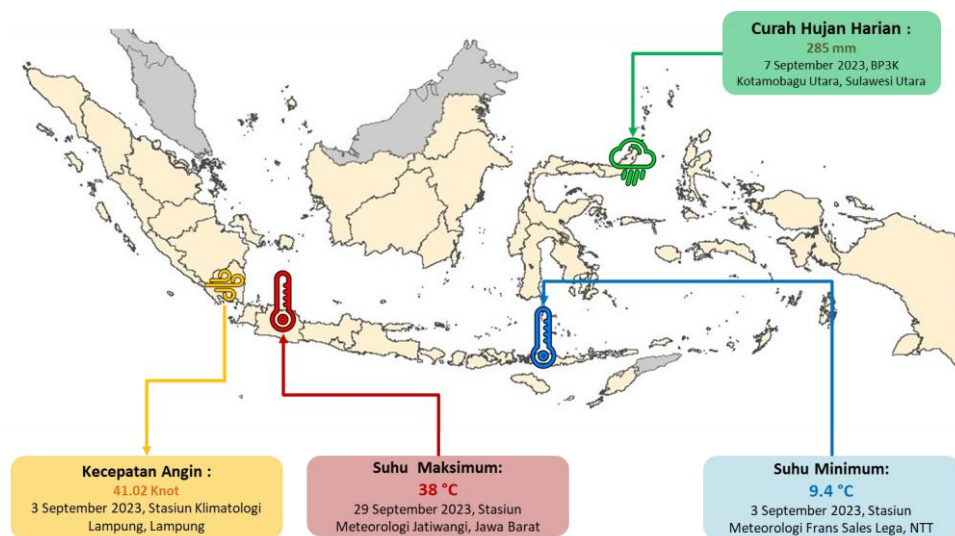 Curah Hujan Harian :
285 mm
7 September 2023, BP3K
Kotamobagu Utara, Sulawesi Utara
Kecepatan Angin :
41.02 Knot
3 September 2023, Stasiun Klimatologi
Lampung, Lampung
Suhu Maksimum:
38 °C
29 September 2023, Stasiun
Meteorologi Jatiwangi, Jawa Barat
Suhu Minimum:
9.4 °C
3 September 2023, Stasiun
Meteorologi Frans Sales Lega, NTT